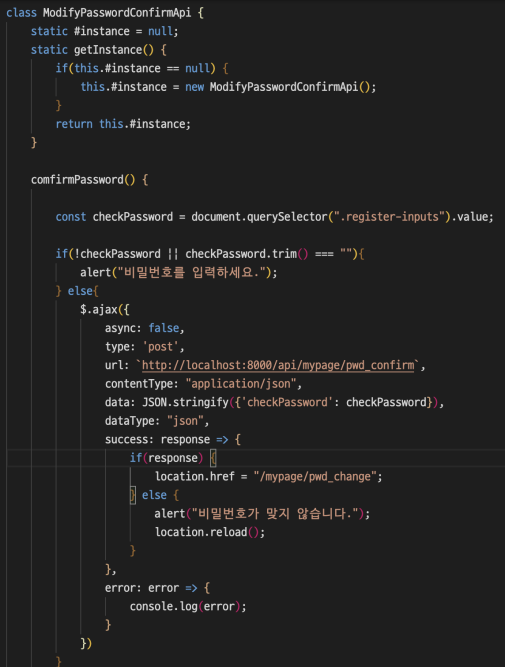 class ModifyPasswordConfirmApi {
    static #instance = null;
    static getInstance() {
        if(this.#instance == null) {
            this.#instance = new ModifyPasswordConfirmApi();
        }
        return this.#instance;
    }

    comfirmPassword() {

        const checkPassword = document.querySelector(".register-inputs").value;

        if(!checkPassword || checkPassword.trim() === ""){
            alert("비밀번호를 입력하세요.");
        } else{
            $.ajax({
                async: false,
                type: 'post',
                url: `http://localhost:8000/api/mypage/pwd_confirm`,
                contentType: "application/json",
                data: JSON.stringify({'checkPassword': checkPassword}),
                dataType: "json",
                success: response => {
                    if(response) {
                        location.href = "/mypage/pwd_change";
                    } else {
                        alert("비밀번호가 맞지 않습니다.");
                        location.reload();
                    }
                },
                error: error => {
                    console.log(error);
                }
            })
        }